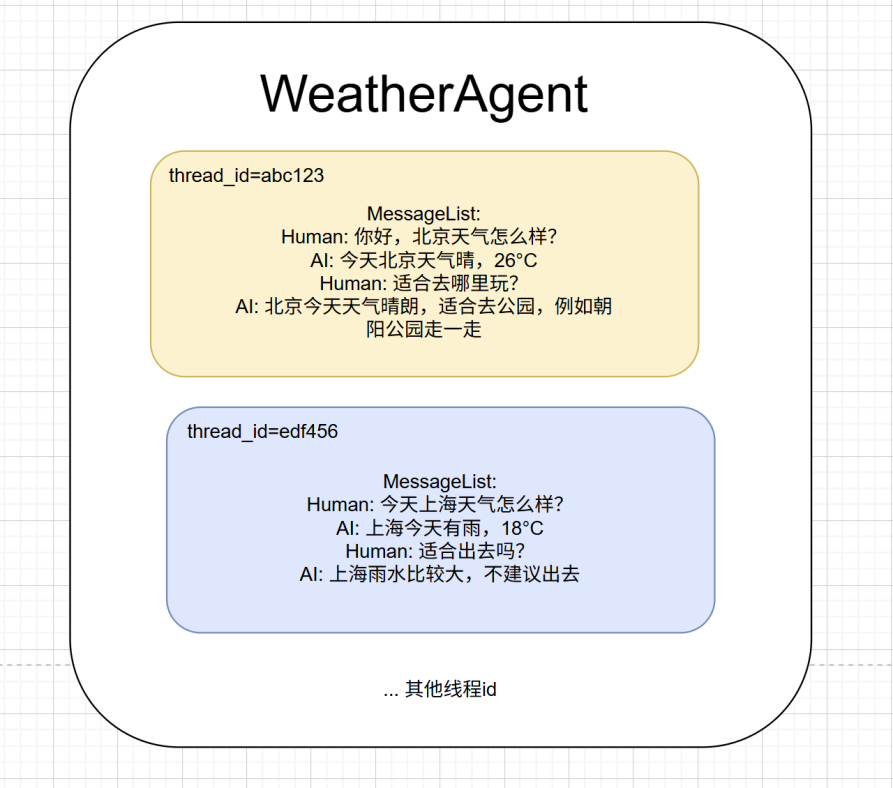 WeatherAgent
thread_id=abc123
MessageList:
Human: 你好，北京天气怎么样？
AI: 今天北京天气晴，26°C
Human: 适合去哪里玩？
AI: 北京今天天气晴朗，适合去公园，例如朝
阳公园走一走
thread_id=edf456
MessageList:
Human: 今天上海天气怎么样？
AI: 上海今天有雨，18°C
Human: 适合出去吗？
AI: 上海雨水比较大，不建议出去
... 其他线程id